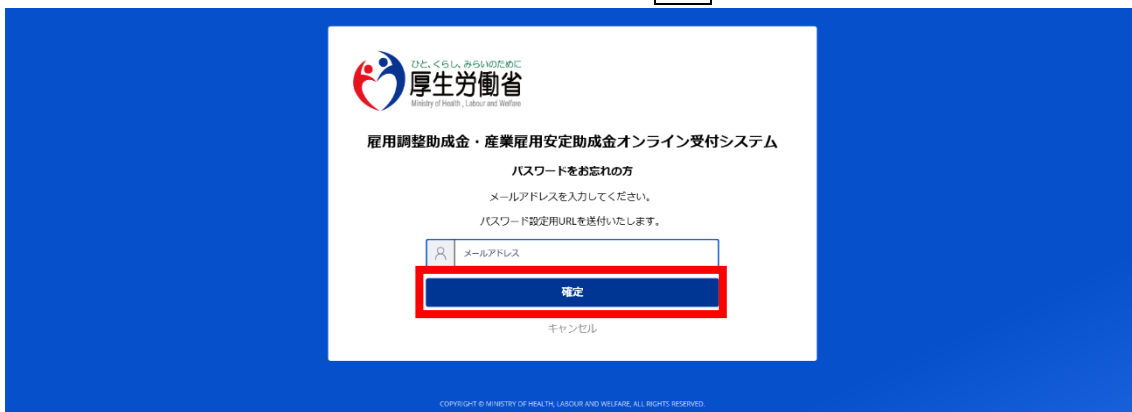 ひと、くらし、みらいのために
厚生労働省
Ministry of Health, Labour and Welfare
雇用調整助成金・産業雇用安定助成金オンライン受付システム
パスワードをお忘れの方
メールアドレスを入力してください。
パスワード設定用URLを送付いたします。
メールアドレス
確定
キャンセル
COPYRIGHT © MINISTRY OF HEALTH, LABOUR AND WELFARE, ALL RIGHTS RESERVED.